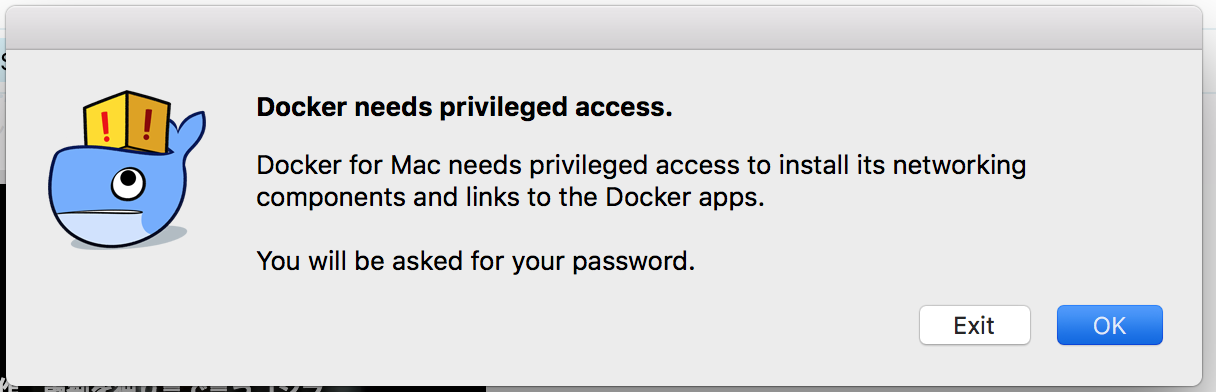 Docker needs privileged access.
Docker for Mac needs privileged access to install its networking
components and links to the Docker apps.
You will be asked for your password.
Exit
OK